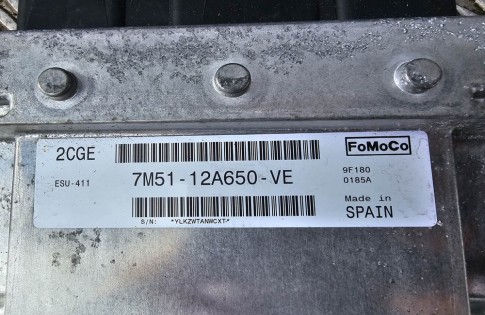 2CGE
FoMoCo
ESU-411
7M51-12A650-VE
9F180
0185A
Made in
SPAIN
S/N: *YLKZWTANWCXT*